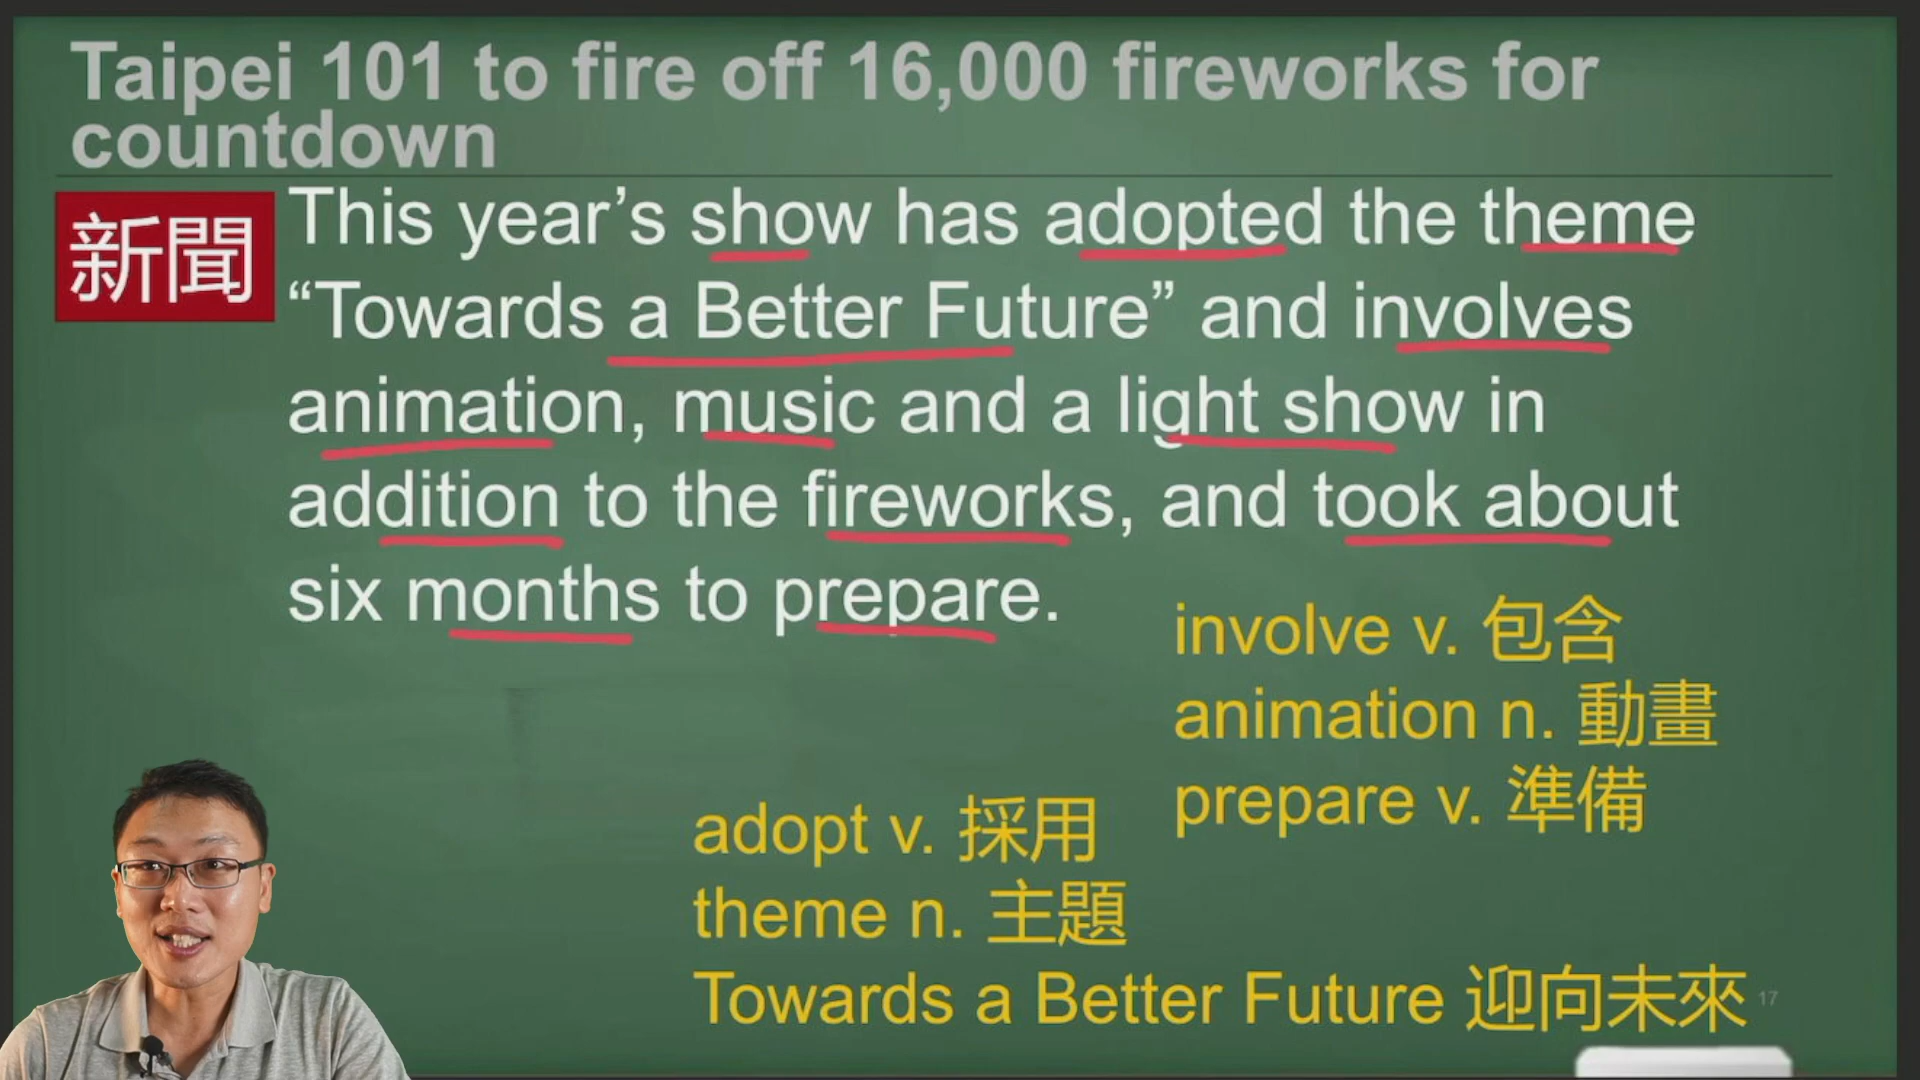 Taipei 101 to fire off 16,000 fireworks for
countdown
新聞
This year’s show has adopted the theme
“Towards a Better Future” and involves
animation, music and a light show in
addition to the fireworks, and took about
six months to prepare.
involve v. 包含
animation n. 動畫
prepare v. 準備
adopt v. 採用
theme n. 主題
Towards a Better Future 迎向未來
17